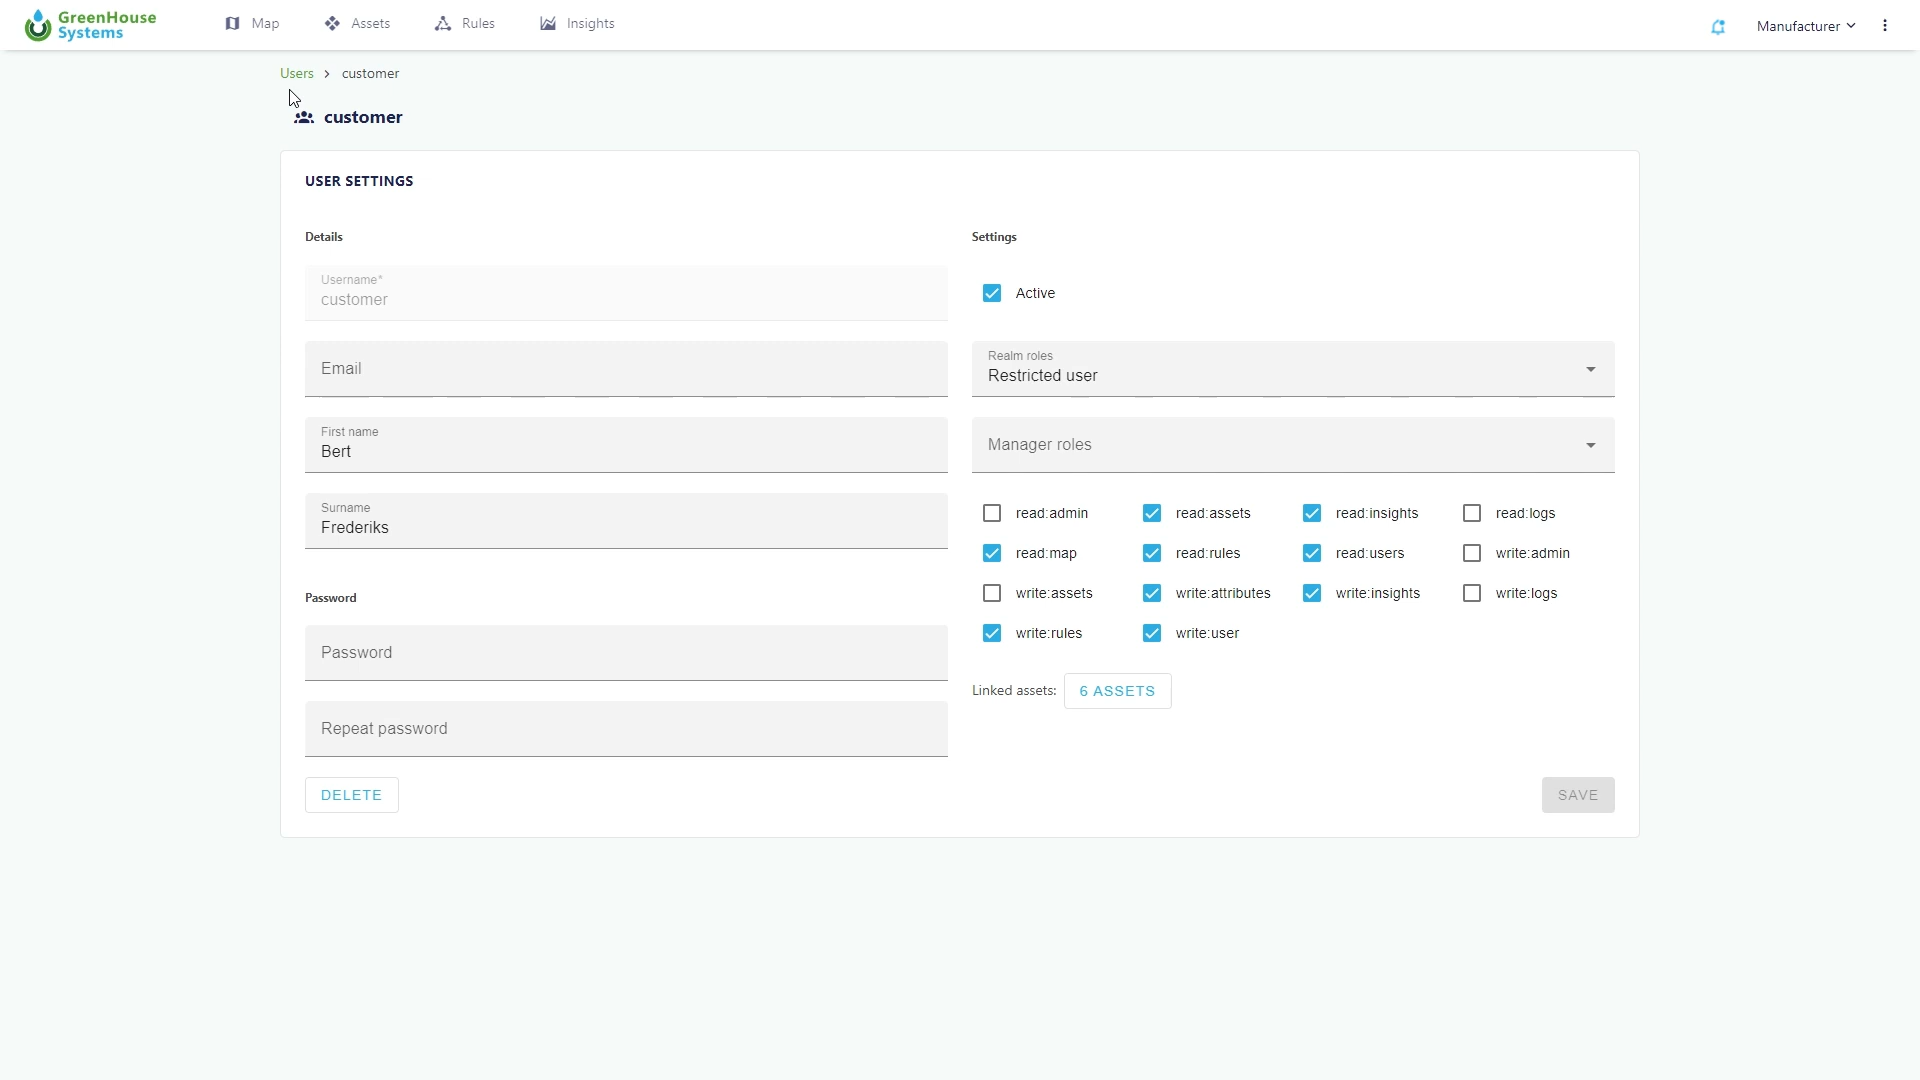 GreenHouse
Systems
Map
Assets
Rules
Insights
Manufacturer
Users > customer
customer
USER SETTINGS
Details
Username*
customer
Email
First name
Bert
Surname
Frederiks
Password
Password
Repeat password
DELETE
Settings
Active
Realm roles
Restricted user
Manager roles
read:admin read:assets read:insights read:logs
read:map read:rules read:users write:admin
write:assets write:attributes write:insights write:logs
write:rules write:user
Linked assets: 6 ASSETS
SAVE